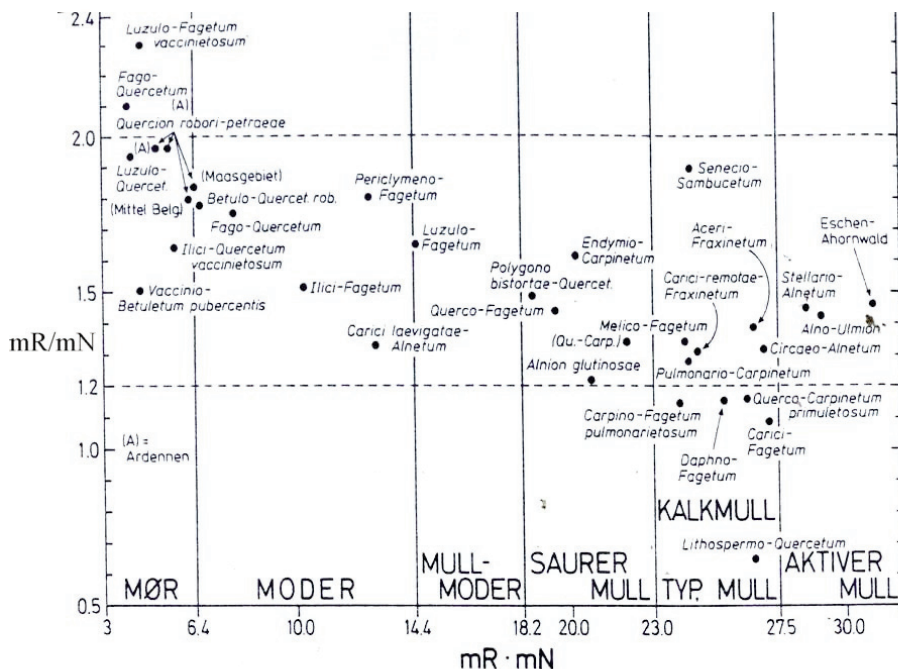 2.4
Luzulo-Fagetum
vaccinietosum
Fago-
Quercetum
(A)
Quercion robori-petraeae
2.0
(A)
Luzulo-
Quercet.
(Maasgebiet)
(Mittel Belg)
Betulo-Quercet. rob.
Fago-Quercetum
Ilici-Quercetum
vaccinietosum
Vaccinio-
Betuletum pubercentis
Ilici-Fagetum
Periclymeno-
Fagetum
Luzulo-
Fagetum
Carici laevigatae-
Alnetum
Polygono
bistortae-Quercet.
Querco-Fagetum
Endymio-
Carpinetum
Melico-Fagetum
(Qu.-Carp.)
Alnion glutinosae
Senecio-
Sambucetum
Aceri-
Fraxinetum
Carici-remotae-
Fraxinetum
Eschen-
Ahornwald
Stellario-
Alnetum
Alno-Ulmion
Circaeo-Alnetum
Pulmonario-Carpinetum
Querco-Carpinetum
primuletosum
Carpino-Fagetum
pulmonarietosum
Daphno-
Fagetum
Carici-
Fagetum
1.5
mR/mN
1.2
1.0
(A) =
Ardennen
KALKMULL
Lithospermo-Quercetum
MØR
MODER
MULL-
MODER
SAURER
MULL
TYP. MULL
AKTIVER
MULL
0.5
3 6.4 10.0 14.4 18.2 20.0 23.0 27.5 30.0
mR · mN